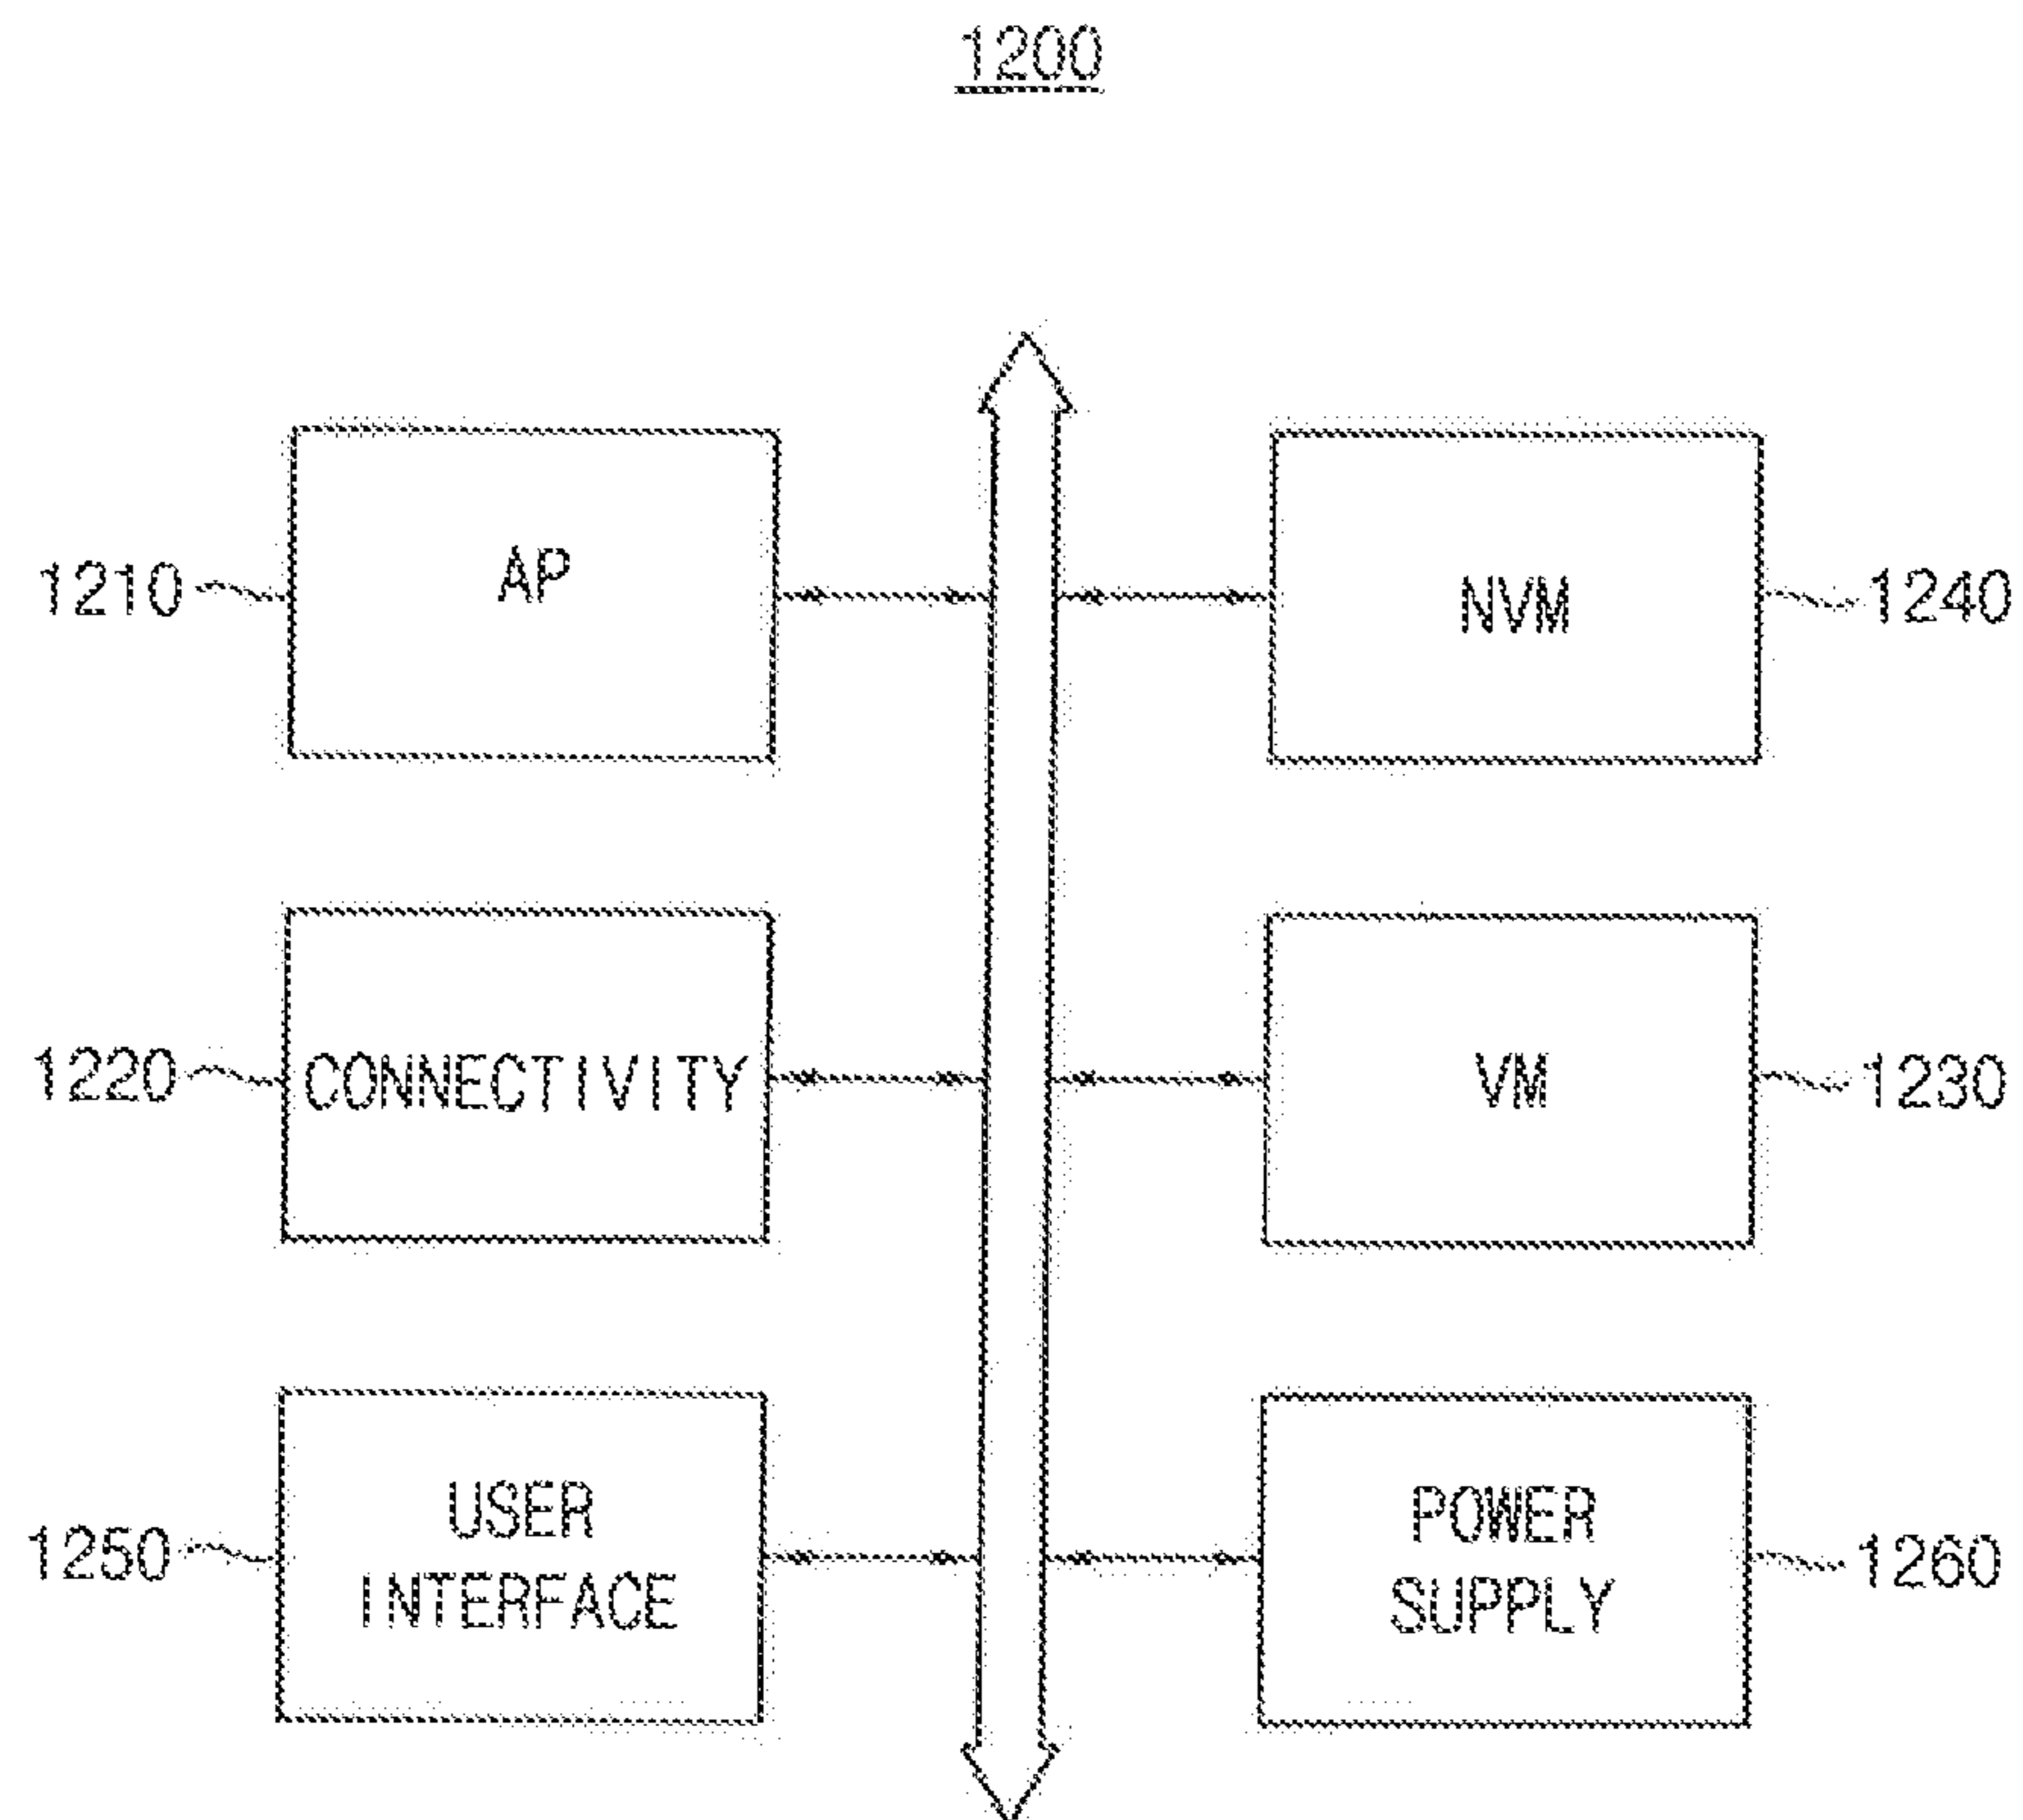 1200
1210
AP
NVM
1240
1220
CONNECTIVITY
VM
1230
1250
USER
INTERFACE
POWER
SUPPLY
1260